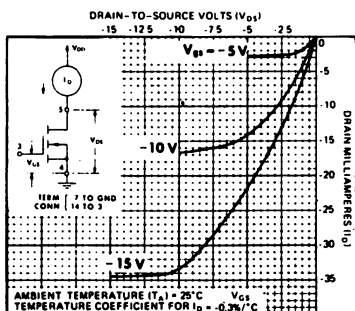 DRAIN-TO-SOURCE VOLTS (VDS)
-15 -12.5 -10 -7.5 -5 -2.5 0
VDD
ID
5
VDS
3
VGS
4
TERM { 7 TO GND
CONN { 14 TO 3
Vgs = -5V
-10 V
-15 V
-5
-10
-15
-20
-25
-30
-35
DRAIN MILLIAMPERES (ID)
AMBIENT TEMPERATURE (TA) = 25°C VGS
TEMPERATURE COEFFICIENT FOR ID = -0.3%/°C